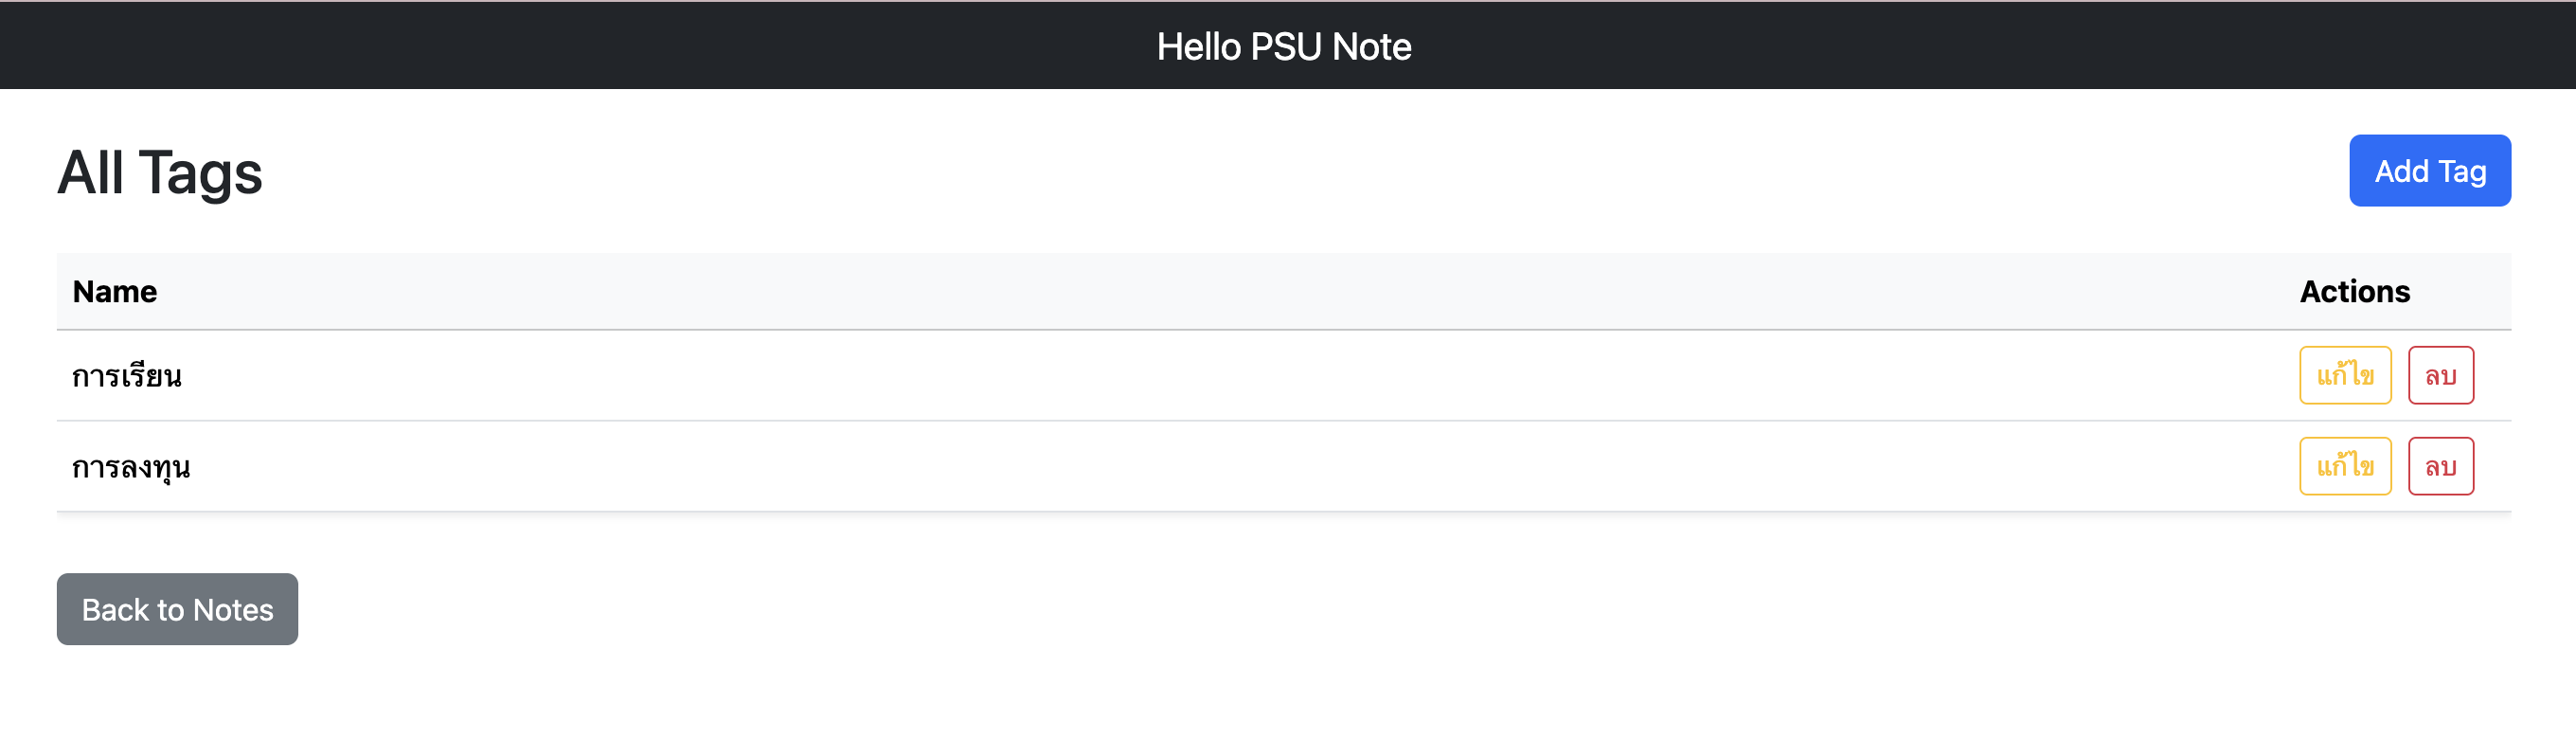 Hello PSU Note
All Tags
Add Tag
Name Actions
การเรียน แก้ไข ลบ
การลงทุน แก้ไข ลบ
Back to Notes